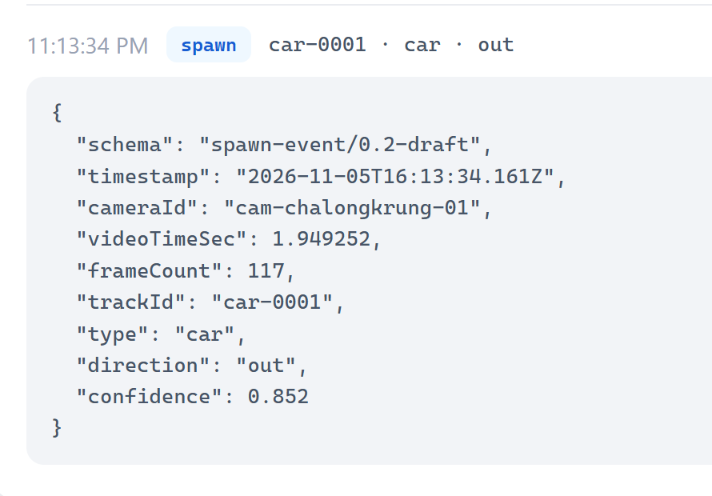 11:13:34 PM spawn car-0001 · car · out
{
  "schema": "spawn-event/0.2-draft",
  "timestamp": "2026-11-05T16:13:34.161Z",
  "cameraId": "cam-chalongkrung-01",
  "videoTimeSec": 1.949252,
  "frameCount": 117,
  "trackId": "car-0001",
  "type": "car",
  "direction": "out",
  "confidence": 0.852
}